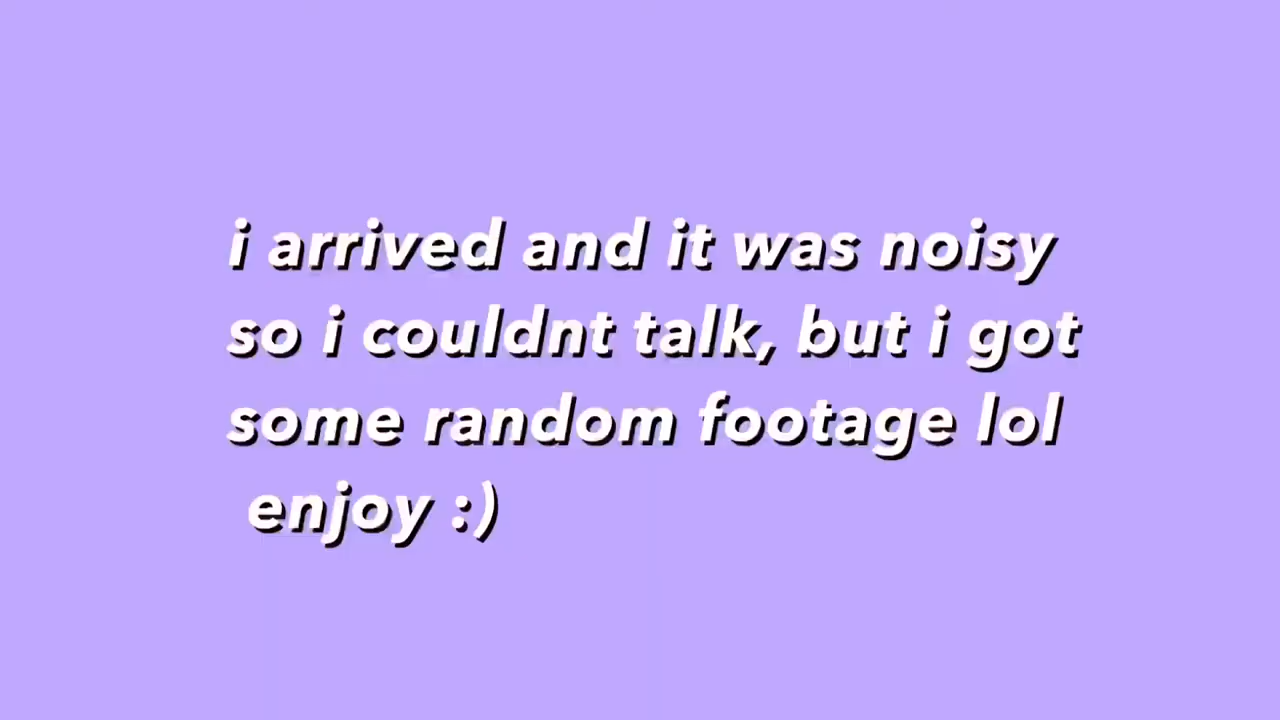 i arrived and it was noisy
so i couldnt talk, but i got
some random footage lol
enjoy :)